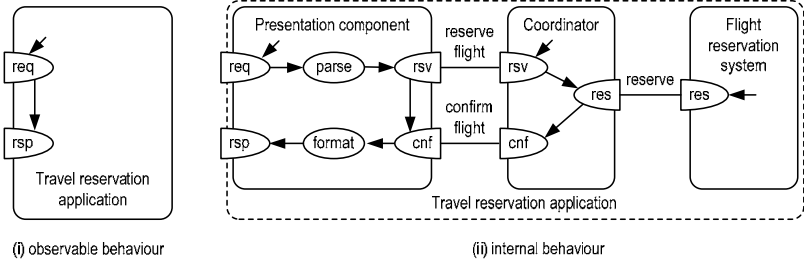 req
rsp
Travel reservation
application
(i) observable behaviour
Presentation component
req
parse
rsv
rsp
format
cnf
reserve
flight
confirm
flight
Coordinator
rsv
res
cnf
reserve
Flight
reservation
system
res
Travel reservation application
(ii) internal behaviour